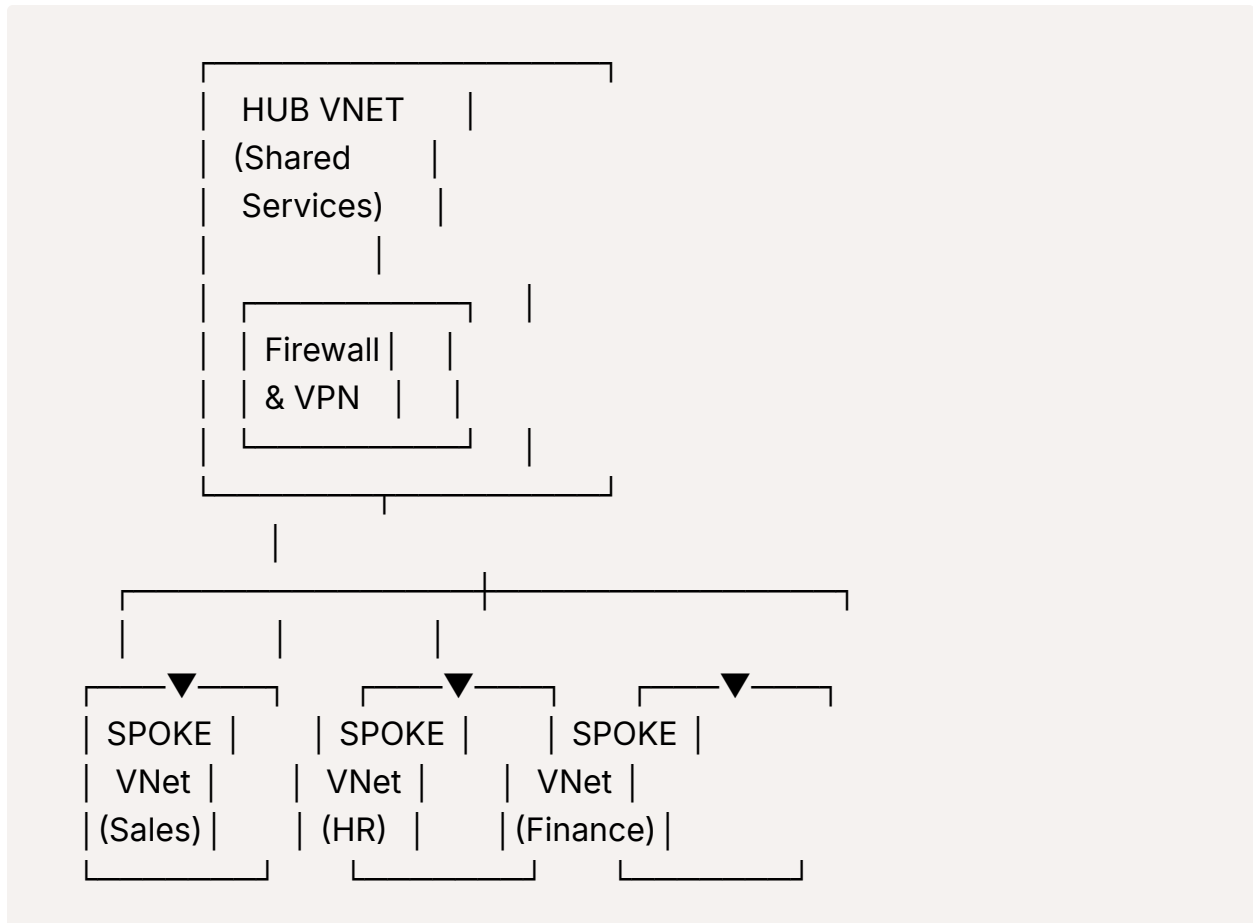 HUB VNET
(Shared
Services)
Firewall
& VPN
SPOKE SPOKE SPOKE
VNet VNet VNet
(Sales) (HR) (Finance)